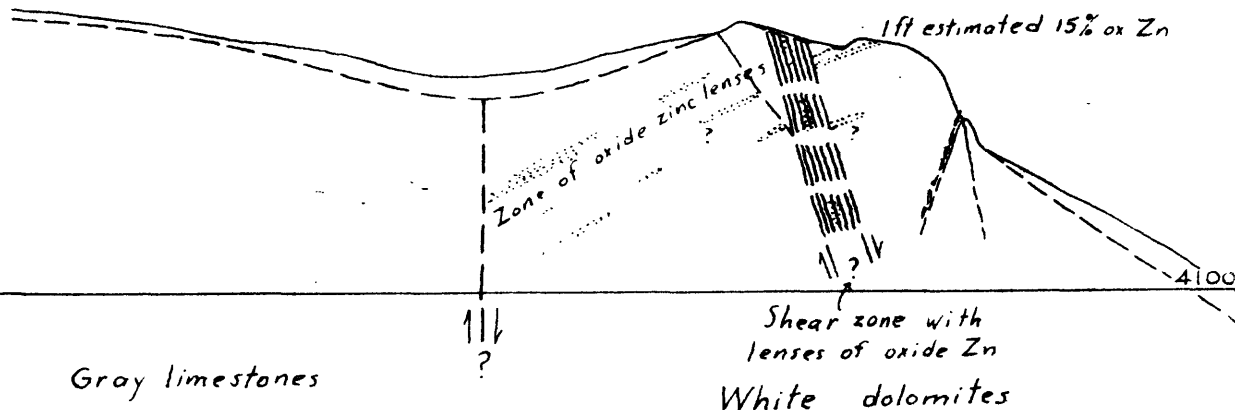 1ft estimated 15% ox Zn
Zone of oxide zinc lenses
?
?
4100
?
Shear zone with
lenses of oxide Zn
?
Gray limestones
White dolomites